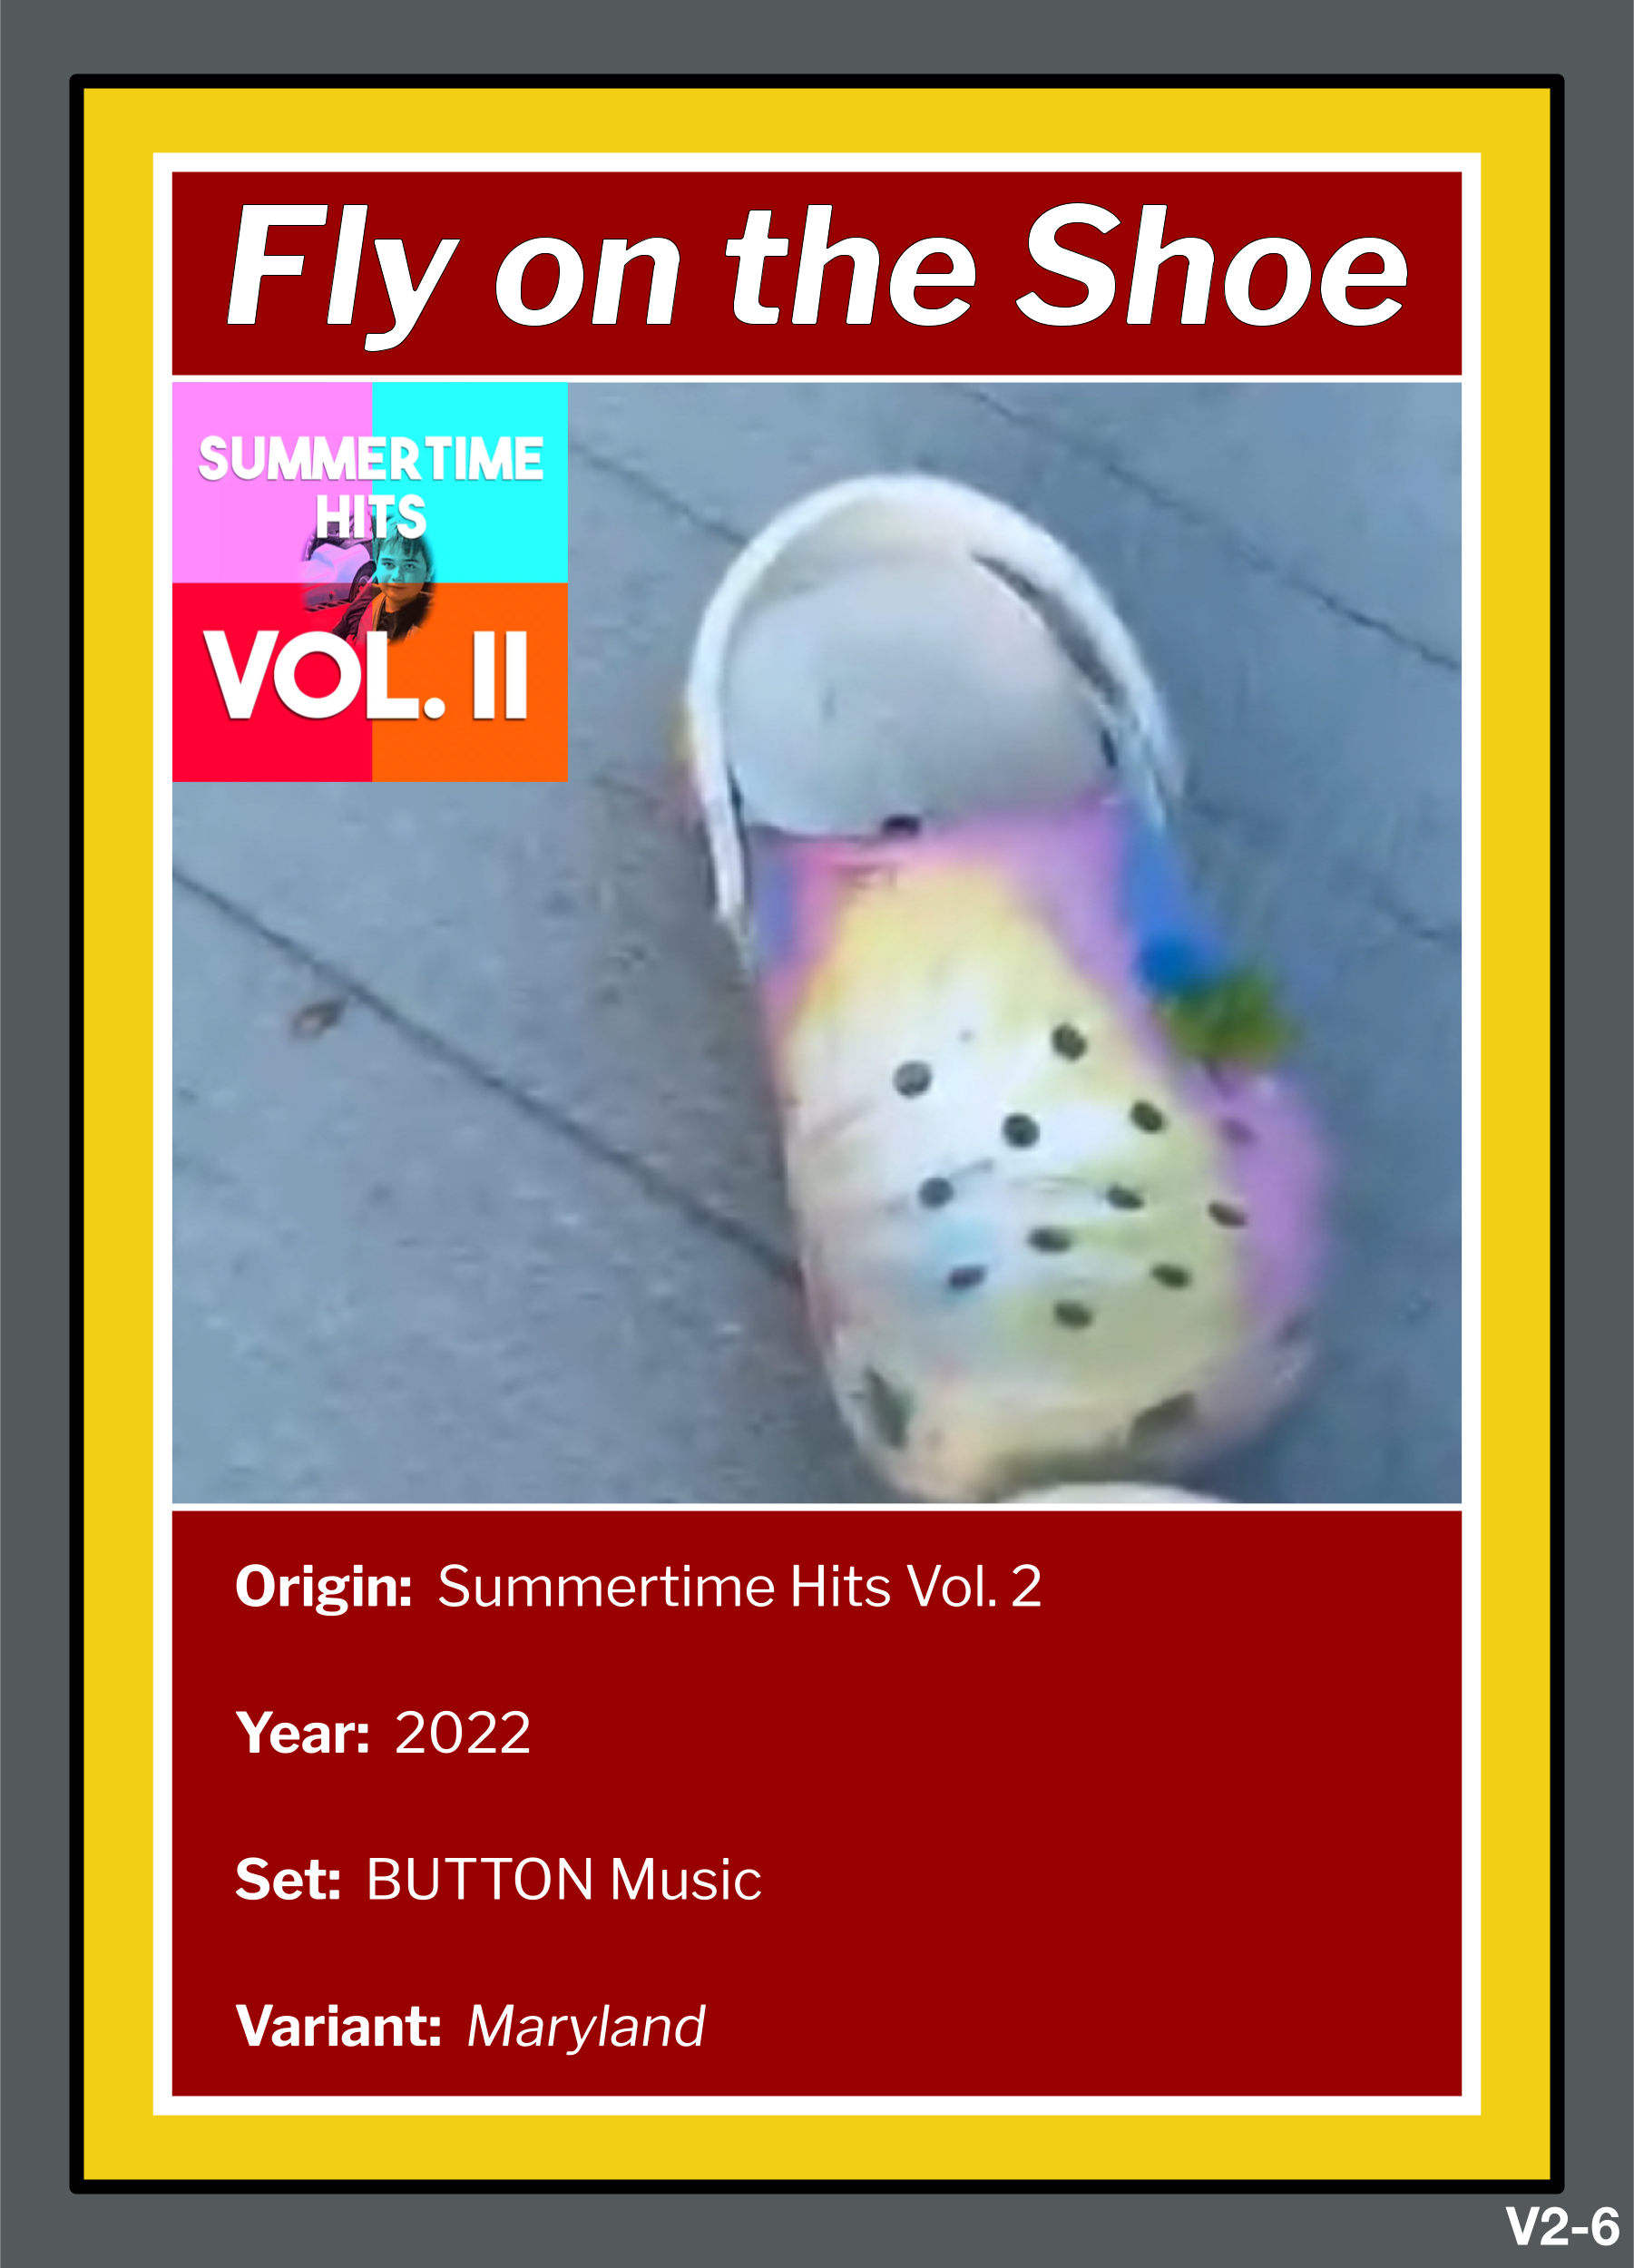 Fly on the Shoe
SUMMERTIME
HITS
VOL. II
Origin: Summertime Hits Vol. 2
Year: 2022
Set: BUTTON Music
Variant: Maryland
V2-6